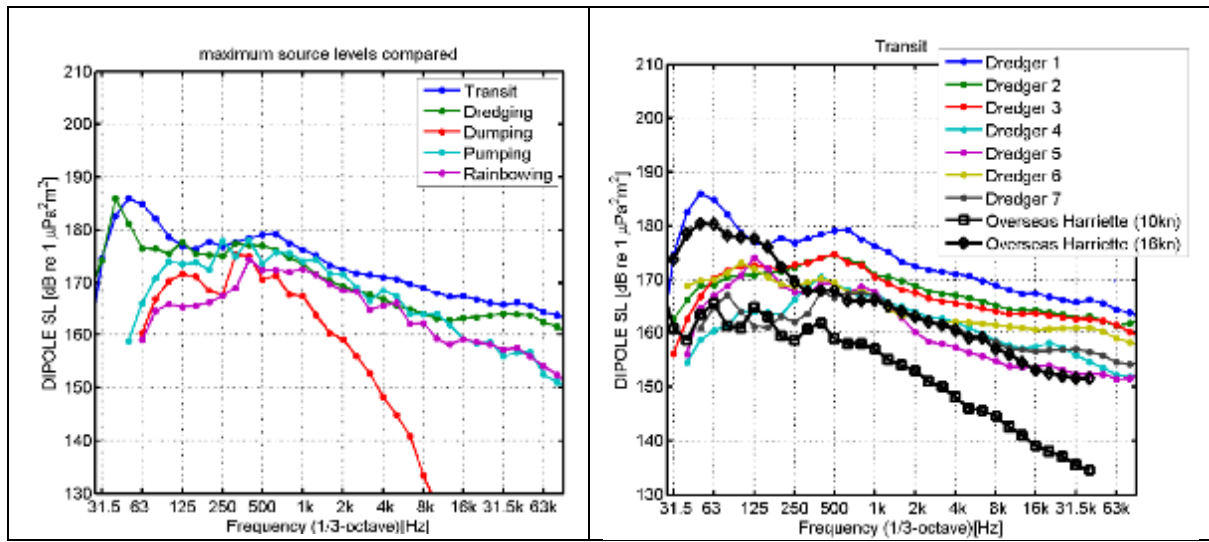 maximum source levels compared
210
200
190
180
170
160
150
140
130
DIPOLE SL [dB re 1 µPa²m²]
Transit
Dredging
Dumping
Pumping
Rainbowing
31.5 63 125 250 500 1k 2k 4k 8k 16k 31.5k 63k
Frequency (1/3-octave)[Hz]
Transit
210
200
190
180
170
160
150
140
130
DIPOLE SL [dB re 1 µPa²m²]
Dredger 1
Dredger 2
Dredger 3
Dredger 4
Dredger 5
Dredger 6
Dredger 7
Overseas Harriette (10kn)
Overseas Harriette (16kn)
31.5 63 125 250 500 1k 2k 4k 8k 16k 31.5k 63k
Frequency (1/3-octave)[Hz]